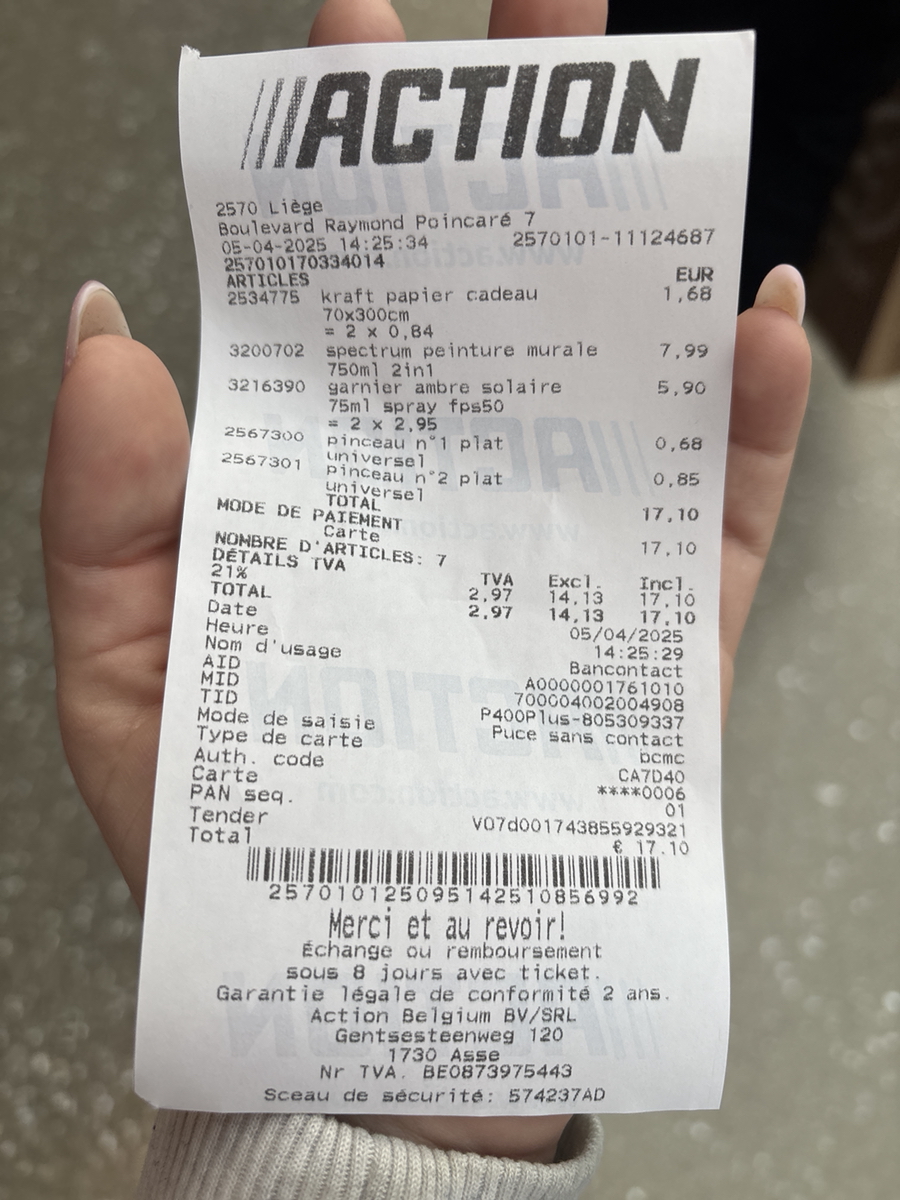 ACTION
2570 Liège
Boulevard Raymond Poincaré 7
05-04-2025 14:25:34 2570101-11124687
257010170334014
ARTICLES EUR
2534775 kraft papier cadeau 1,68
70x300cm
= 2 x 0,84
3200702 spectrum peinture murale 7,99
750ml 2in1
3216390 garnier ambre solaire 5,90
75ml spray fps50
= 2 x 2,95
2567300 pinceau n°1 plat 0,68
universel
2567301 pinceau n°2 plat 0,85
universel
TOTAL 17,10
MODE DE PAIEMENT
Carte 17,10
NOMBRE D'ARTICLES: 7
DÉTAILS TVA TVA Excl. Incl.
21% 2,97 14,13 17,10
TOTAL 2,97 14,13 17,10
Date 05/04/2025
Heure 14:25:29
Nom d'usage Bancontact
AID A0000001761010
MID 700004002004908
TID P400Plus-805309337
Mode de saisie Puce sans contact
Type de carte bcmc
Auth. code CA7D40
Carte ****0006
PAN seq. 01
Tender V07d001743855929321
Total € 17.10
257010125095142510856992
Merci et au revoir!
Échange ou remboursement
sous 8 jours avec ticket.
Garantie légale de conformité 2 ans.
Action Belgium BV/SRL
Gentsesteenweg 120
1730 Asse
Nr TVA. BE0873975443
Sceau de sécurité: 574237AD